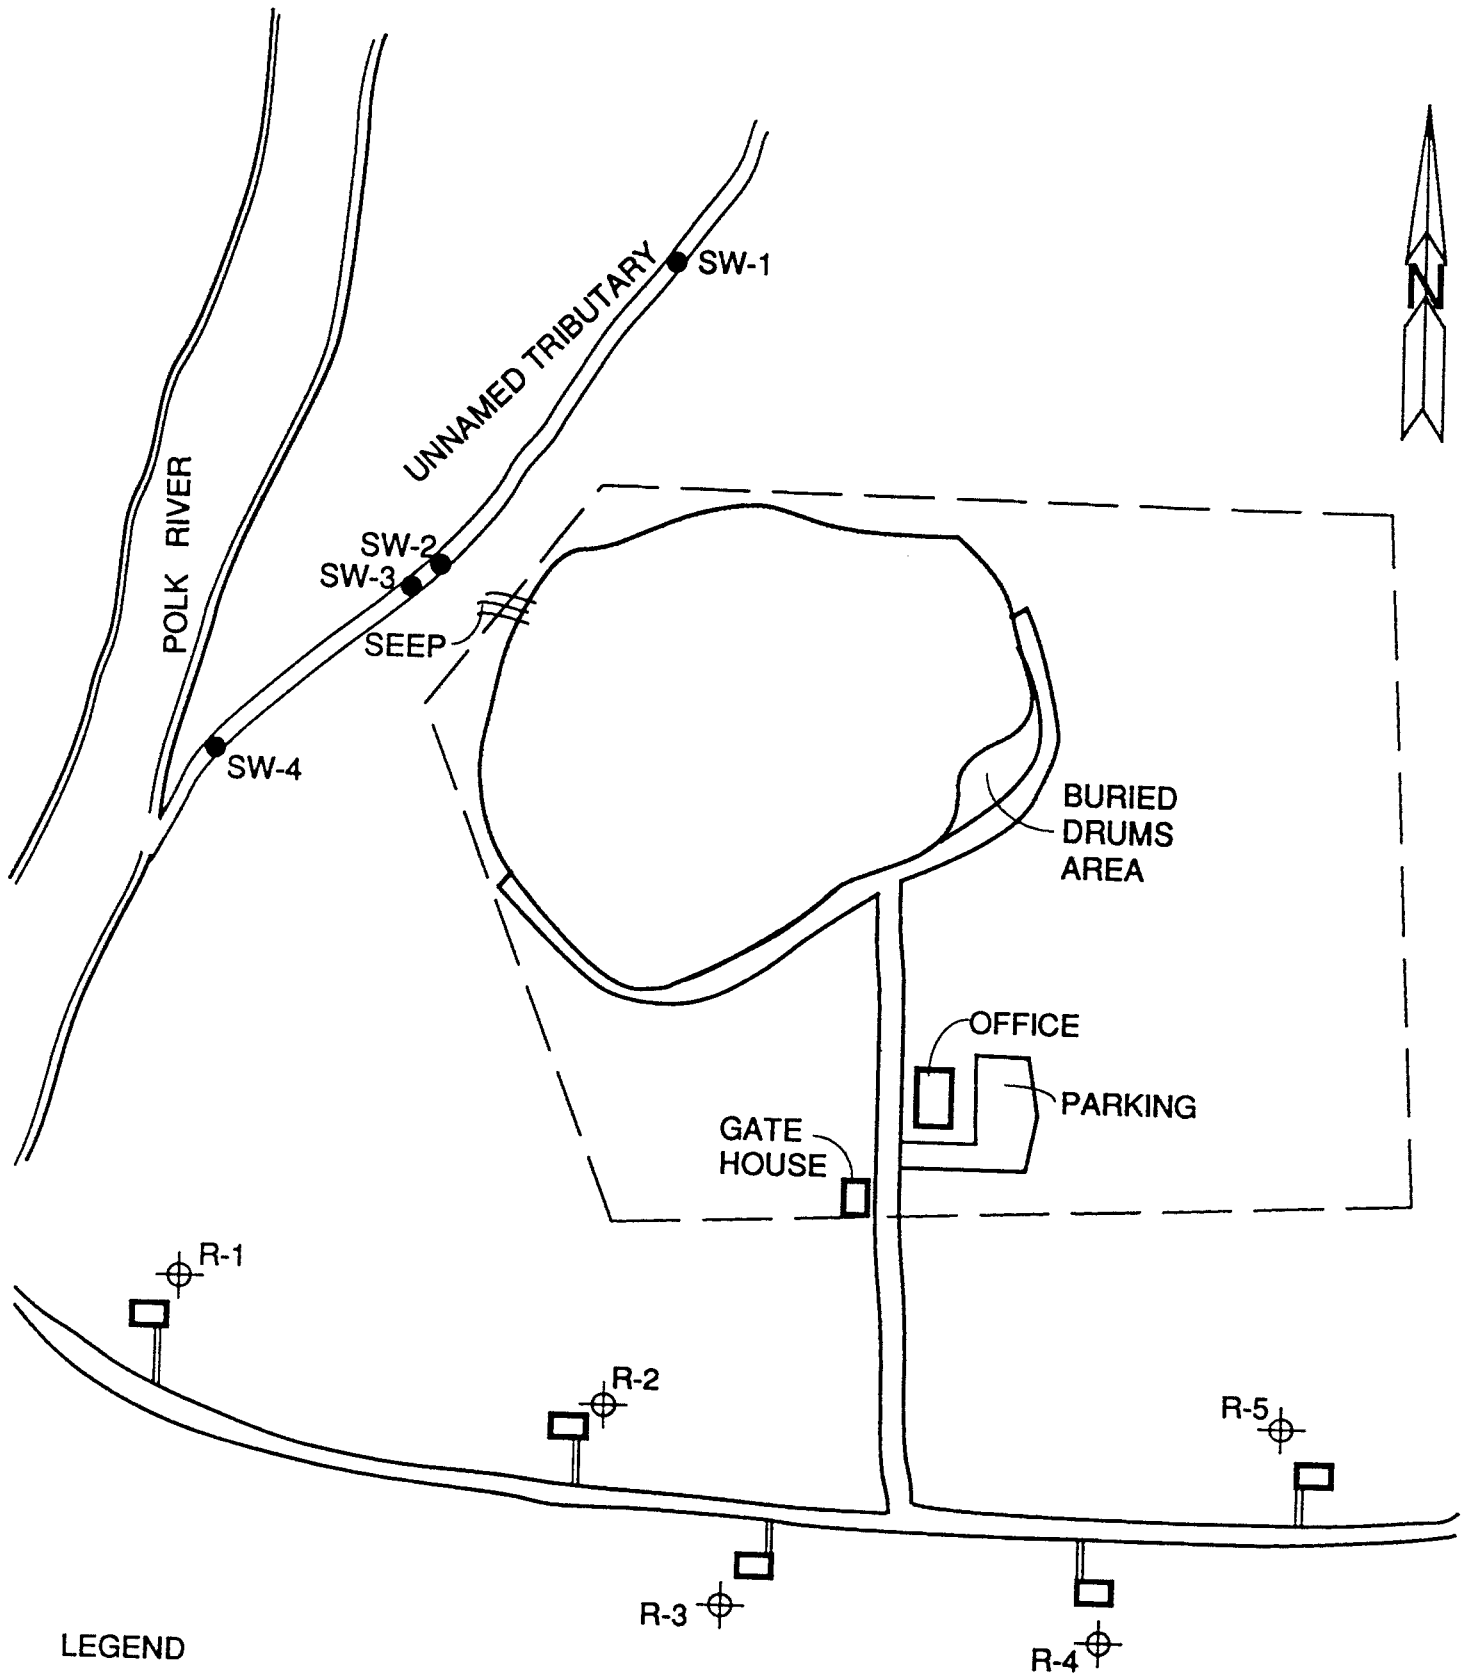 SW-1
UNNAMED TRIBUTARY
N
POLK RIVER
SW-2
SW-3
SEEP
SW-4
BURIED
DRUMS
AREA
OFFICE
PARKING
GATE
HOUSE
R-1
R-2
R-5
R-3
R-4
LEGEND